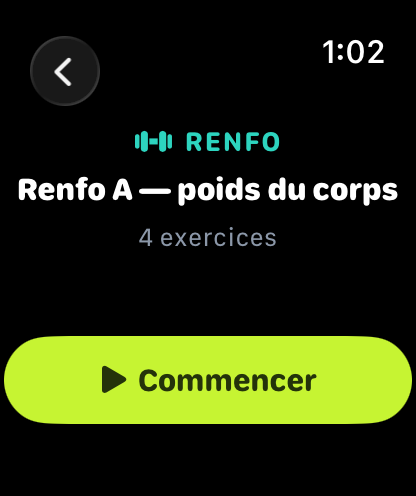 1:02
RENFO
Renfo A — poids du corps
4 exercices
Commencer